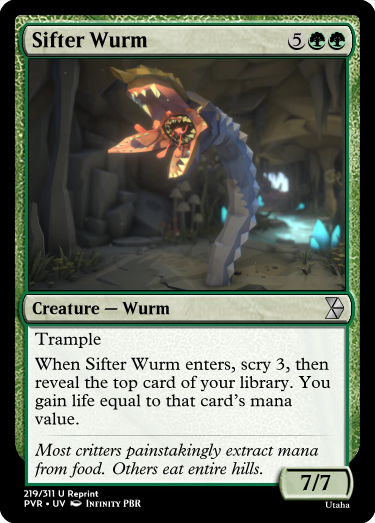 Sifter Wurm 5
Creature — Wurm
Trample
When Sifter Wurm enters, scry 3, then
reveal the top card of your library. You
gain life equal to that card's mana
value.
Most critters painstakingly extract mana
from food. Others eat entire hills.
7/7
219/311 U Reprint
PVR • UV INFINITY PBR
Utaha